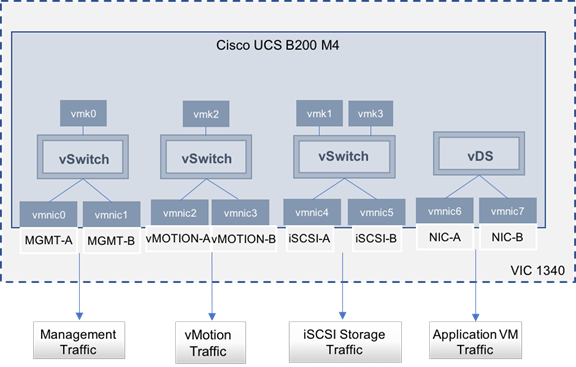 Cisco UCS B200 M4
vmk0
vmk2
vmk1
vmk3
vSwitch
vSwitch
vSwitch
vDS
vmnic0
vmnic1
vmnic2
vmnic3
vmnic4
vmnic5
vmnic6
vmnic7
MGMT-A
MGMT-B
vMOTION-A
vMOTION-B
iSCSI-A
iSCSI-B
NIC-A
NIC-B
VIC 1340
Management
Traffic
vMotion
Traffic
iSCSI Storage
Traffic
Application VM
Traffic